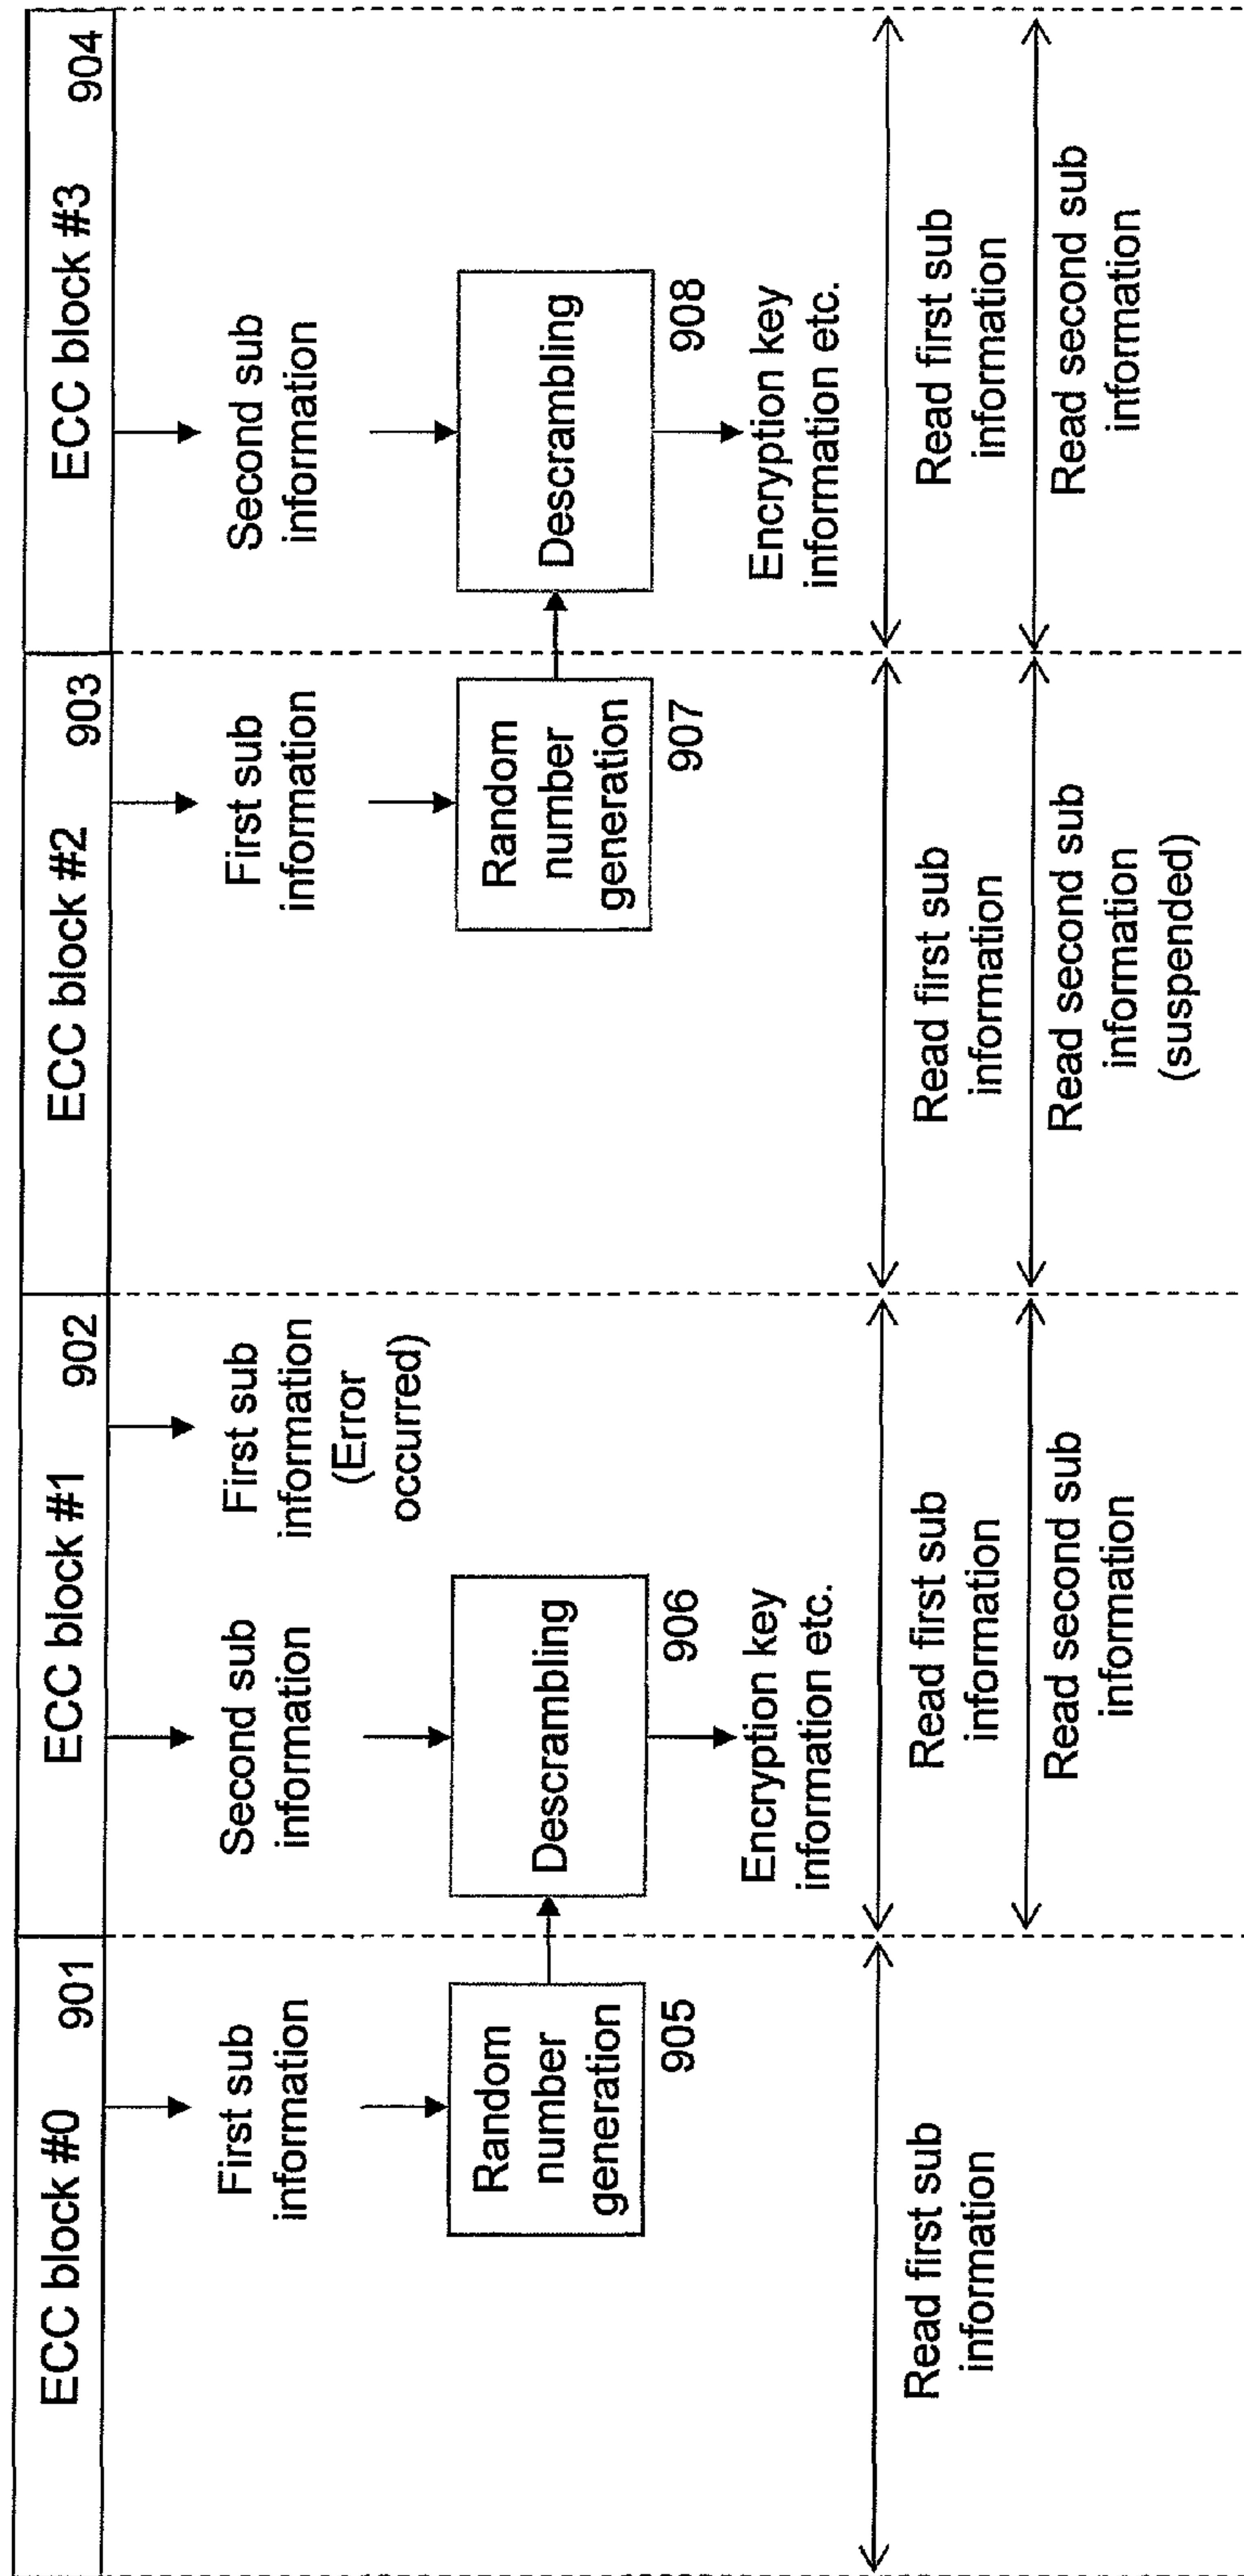 ECC block #0
901
ECC block #1
902
ECC block #2
903
ECC block #3
904
First sub
information
Second sub
information
First sub
information
(Error
occurred)
First sub
information
Second sub
information
Random
number
generation
905
Descrambling
906
Random
number
generation
907
Descrambling
908
Encryption key
information etc.
Encryption key
information etc.
Read first sub
information
Read first sub
information
Read first sub
information
Read first sub
information
Read second sub
information
Read second sub
information
(suspended)
Read second sub
information